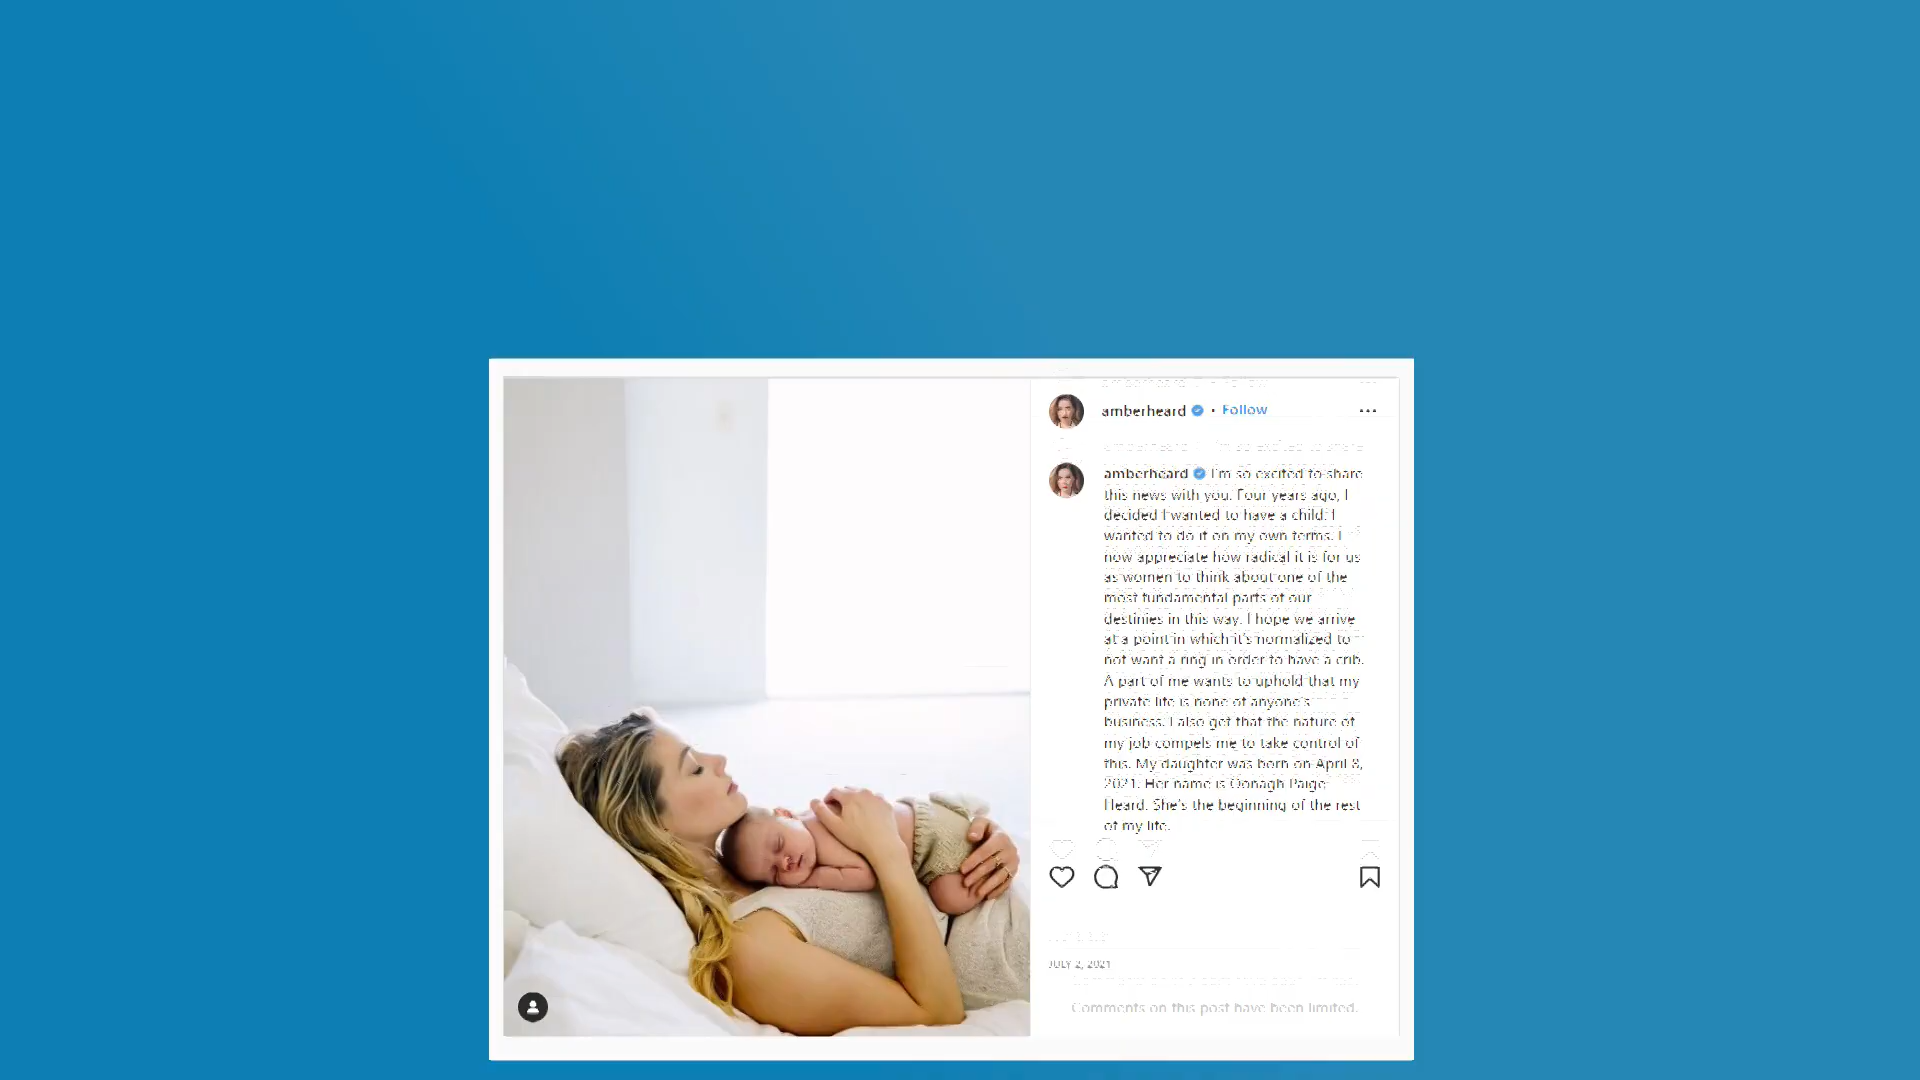 amberheard • Follow
amberheard I'm so excited to share
this news with you. Four years ago, I
decided I wanted to have a child. I
wanted to do it on my own terms. I
now appreciate how radical it is for us
as women to think about one of the
most fundamental parts of our
destinies in this way. I hope we arrive
at a point in which it's normalized to
not want a ring in order to have a crib.
A part of me wants to uphold that my
private life is none of anyone's
business. I also get that the nature of
my job compels me to take control of
this. My daughter was born on April 8,
2021. Her name is Oonagh Paige
Heard. She's the beginning of the rest
of my life.
JULY 2, 2021
Comments on this post have been limited.